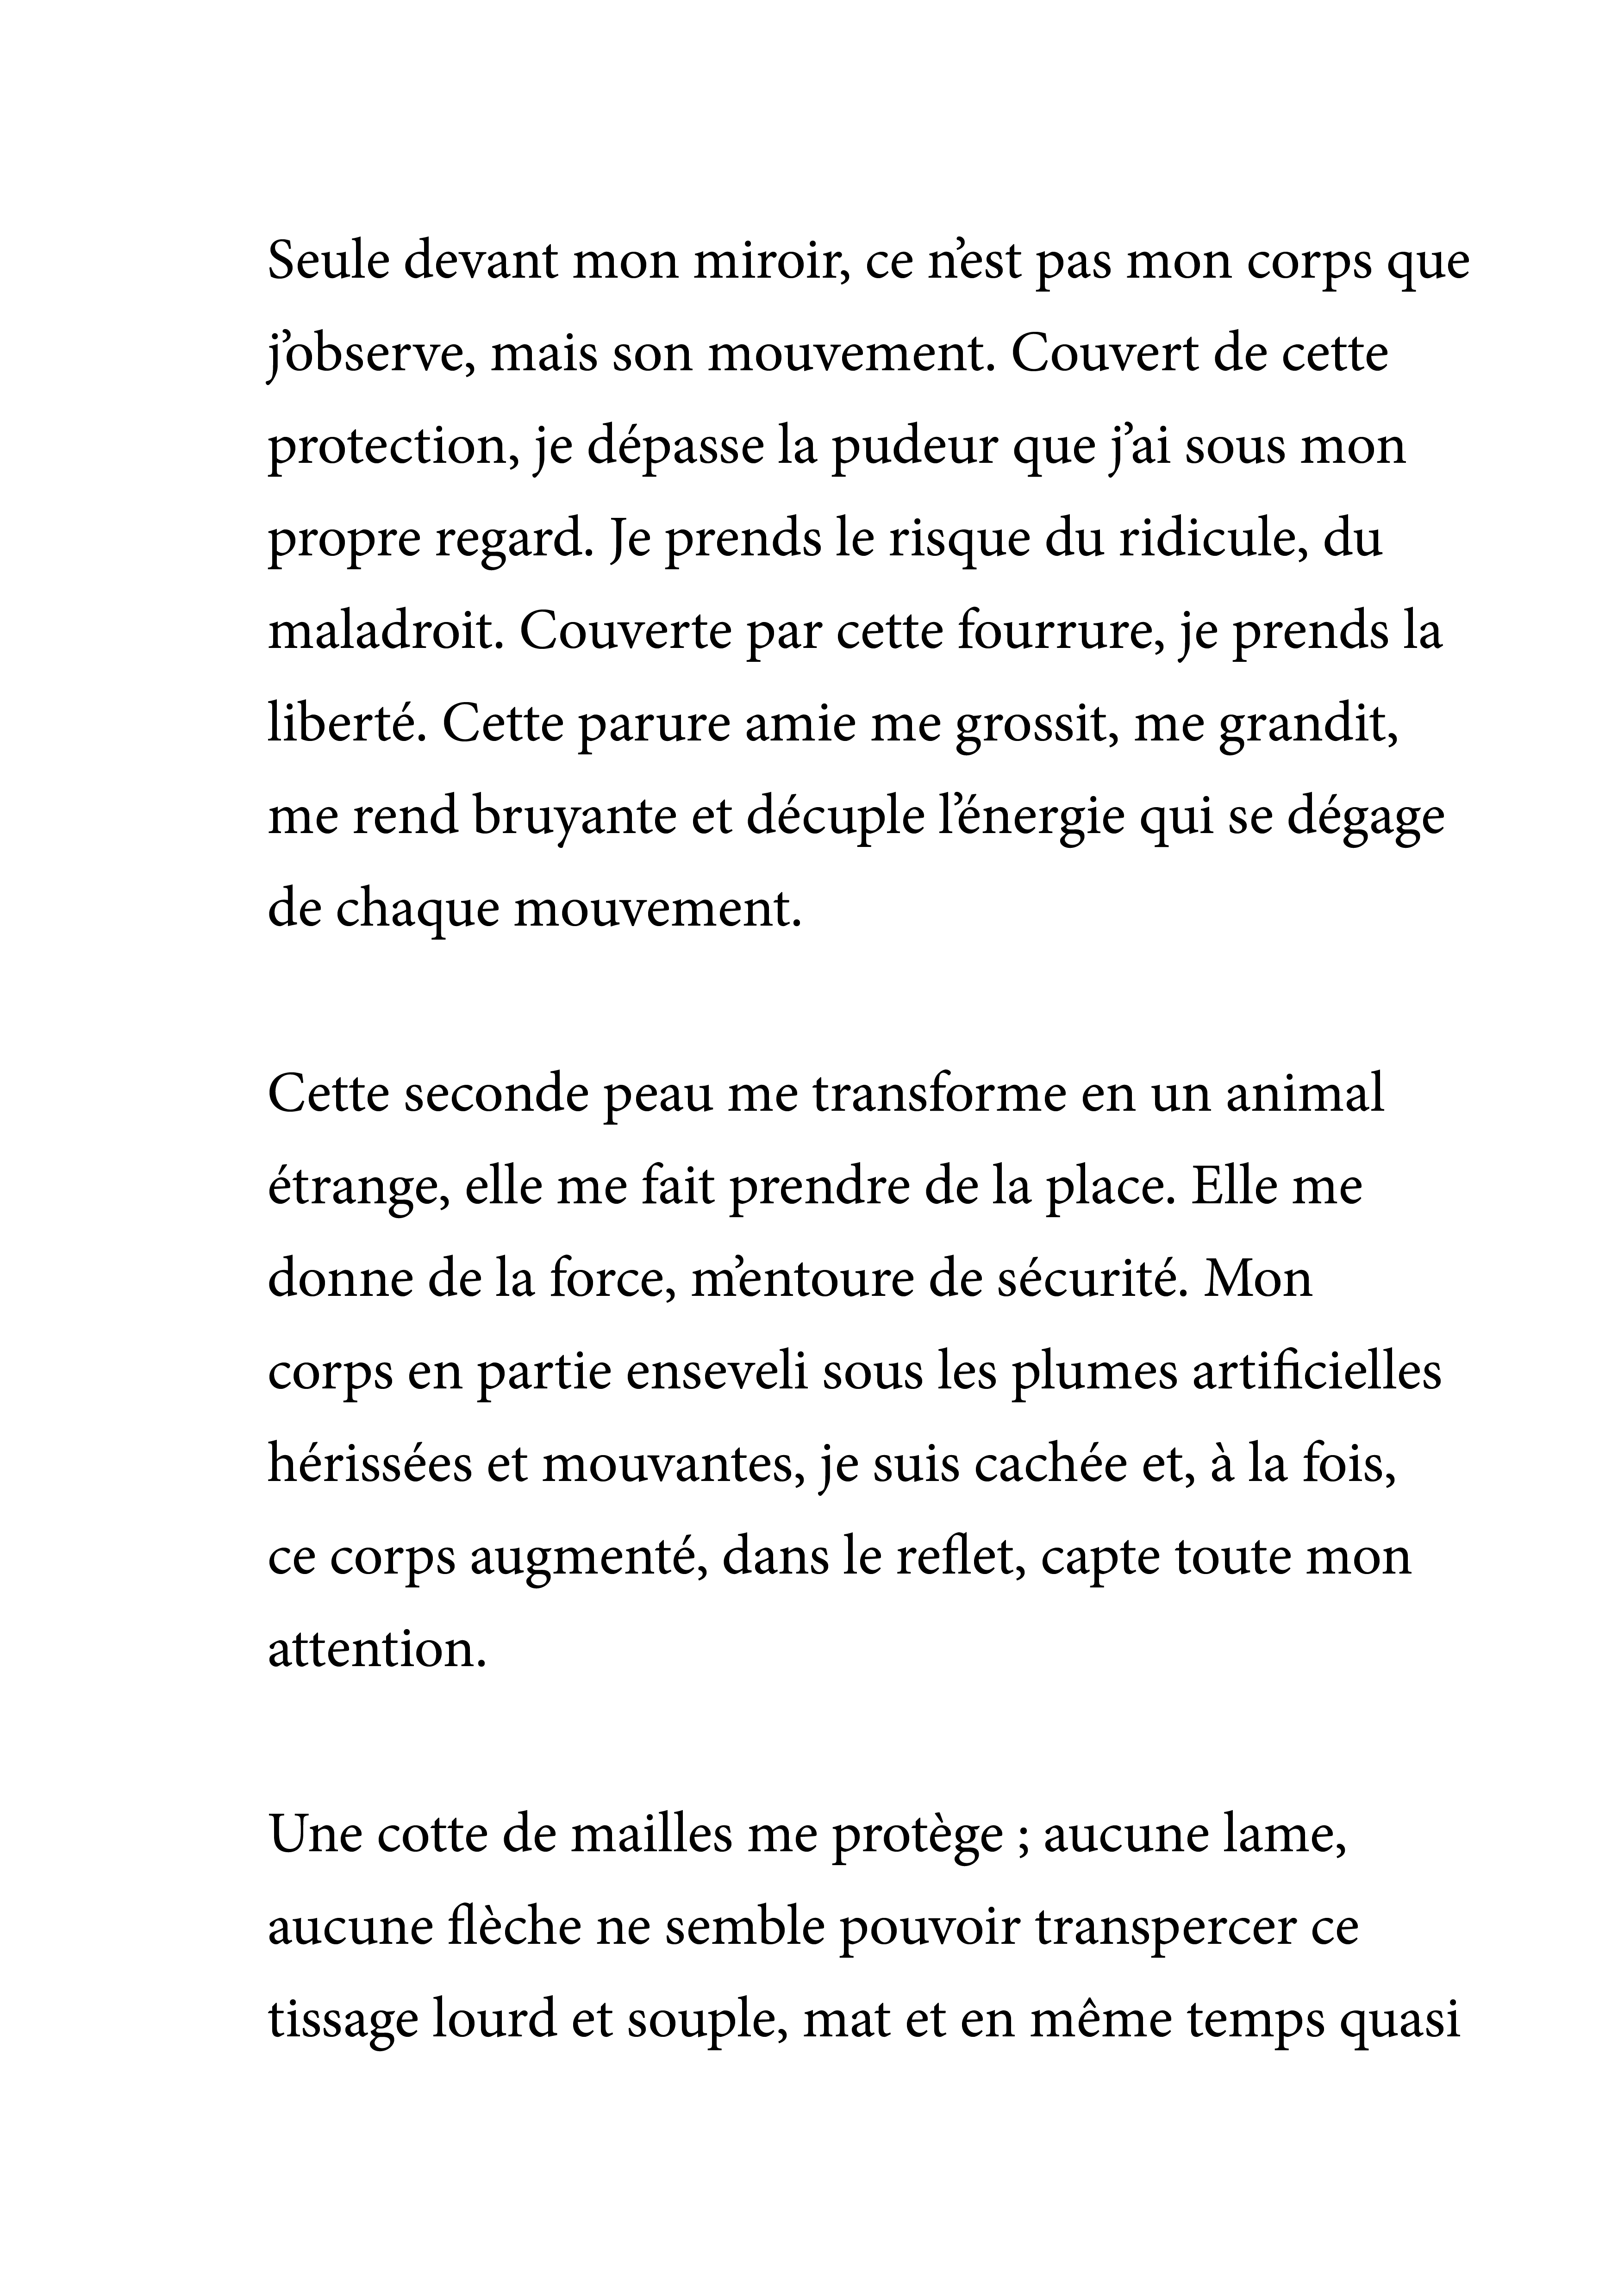 Seule devant mon miroir, ce n’est pas mon corps que
j’observe, mais son mouvement. Couvert de cette
protection, je dépasse la pudeur que j’ai sous mon
propre regard. Je prends le risque du ridicule, du
maladroit. Couverte par cette fourrure, je prends la
liberté. Cette parure amie me grossit, me grandit,
me rend bruyante et décuple l’énergie qui se dégage
de chaque mouvement.
Cette seconde peau me transforme en un animal
étrange, elle me fait prendre de la place. Elle me
donne de la force, m’entoure de sécurité. Mon
corps en partie enseveli sous les plumes artificielles
hérissées et mouvantes, je suis cachée et, à la fois,
ce corps augmenté, dans le reflet, capte toute mon
attention.
Une cotte de mailles me protège ; aucune lame,
aucune flèche ne semble pouvoir transpercer ce
tissage lourd et souple, mat et en même temps quasi